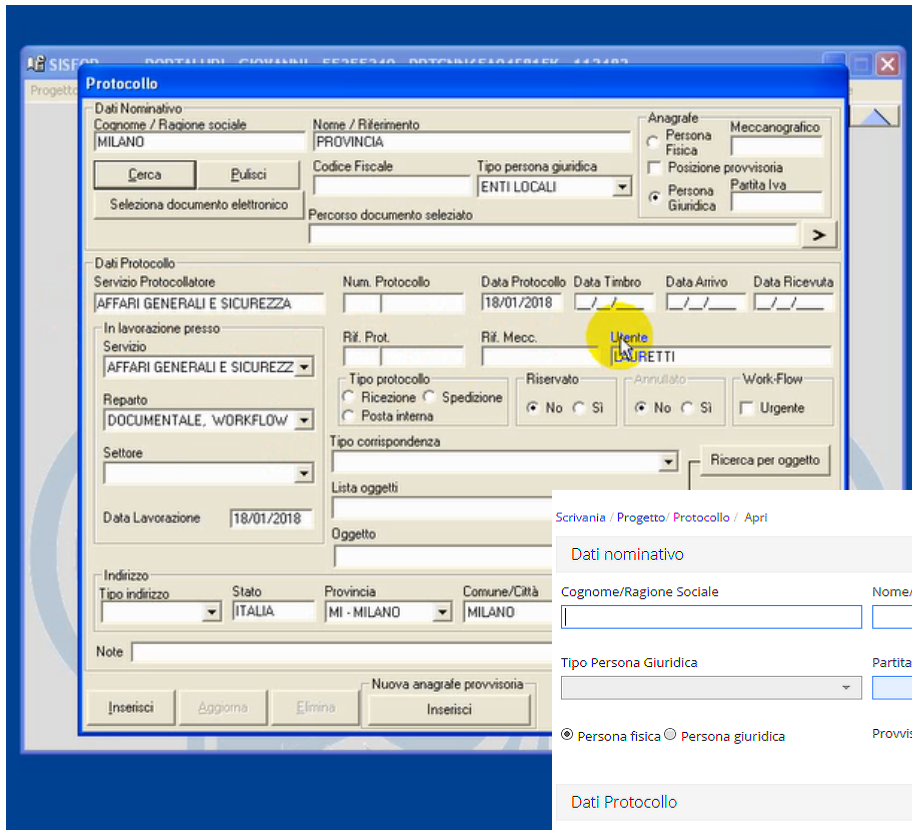 SISFOR
Progetto
Protocollo
Dati Nominativo
Cognome / Ragione sociale
Nome / Riferimento
MILANO
PROVINCIA
Anagrafe
Persona Fisica
Meccanografico
Posizione provvisoria
Persona Giuridica
Partita Iva
Cerca
Pulisci
Codice Fiscale
Tipo persona giuridica
ENTI LOCALI
Seleziona documento elettronico
Percorso documento seleziato
>
Dati Protocollo
Servizio Protocollatore
Num. Protocollo
Data Protocollo
Data Timbro
Data Arrivo
Data Ricevuta
AFFARI GENERALI E SICUREZZA
18/01/2018
_/_/__
_/_/__
_/_/__
In lavorazione presso
Servizio
AFFARI GENERALI E SICUREZZ
Rif. Prot.
Rif. Mecc.
Utente
LAURETTI
Reparto
DOCUMENTALE, WORKFLOW
Tipo protocollo
Ricezione
Spedizione
Posta interna
Riservato
No
Sì
Annullato
No
Sì
Work-Flow
Urgente
Settore
Tipo corrispondenza
Ricerca per oggetto
Lista oggetti
Data Lavorazione
18/01/2018
Oggetto
Indirizzo
Tipo indirizzo
Stato
Provincia
Comune/Città
ITALIA
MI - MILANO
MILANO
Note
Inserisci
Aggiorna
Elimina
Nuova anagrafe provvisoria
Inserisci
Scrivania / Progetto/ Protocollo / Apri
Dati nominativo
Cognome/Ragione Sociale
Nome/
Tipo Persona Giuridica
Partita
Persona fisica
Persona giuridica
Provvis
Dati Protocollo